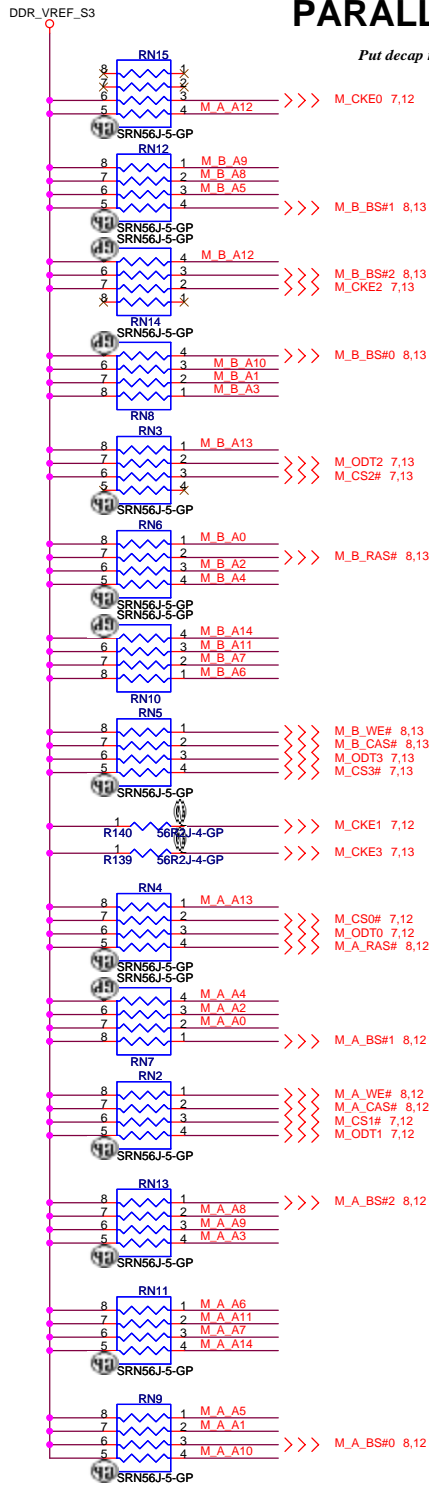 DDR_VREF_S3
PARALL
Put decap
RN15
8 1
7 2
6 3 M_CKE0 7,12
5 4 M_A_A12
SRN56J-5-GP
RN12
8 1 M_B_A9
7 2 M_B_A8
6 3 M_B_A5
5 4 M_B_BS#1 8,13
SRN56J-5-GP
SRN56J-5-GP
4 M_B_A12
6 3 M_B_BS#2 8,13
7 2 M_CKE2 7,13
8 1
RN14
SRN56J-5-GP
4 M_B_BS#0 8,13
6 3 M_B_A10
7 2 M_B_A1
8 1 M_B_A3
RN8
RN3
8 1 M_B_A13
7 2 M_ODT2 7,13
6 3 M_CS2# 7,13
5 4
SRN56J-5-GP
RN6
8 1 M_B_A0
7 2 M_B_RAS# 8,13
6 3 M_B_A2
5 4 M_B_A4
SRN56J-5-GP
SRN56J-5-GP
4 M_B_A14
6 3 M_B_A11
7 2 M_B_A7
8 1 M_B_A6
RN10
RN5
8 1 M_B_WE# 8,13
7 2 M_B_CAS# 8,13
6 3 M_ODT3 7,13
5 4 M_CS3# 7,13
SRN56J-5-GP
1 M_CKE1 7,12
R140 56R2J-4-GP
1 M_CKE3 7,13
R139 56R2J-4-GP
RN4
8 1 M_A_A13
7 2 M_CS0# 7,12
6 3 M_ODT0 7,12
5 4 M_A_RAS# 8,12
SRN56J-5-GP
SRN56J-5-GP
4 M_A_A4
6 3 M_A_A2
7 2 M_A_A0
8 1 M_A_BS#1 8,12
RN7
RN2
8 1 M_A_WE# 8,12
7 2 M_A_CAS# 8,12
6 3 M_CS1# 7,12
5 4 M_ODT1 7,12
SRN56J-5-GP
RN13
8 1 M_A_BS#2 8,12
7 2 M_A_A8
6 3 M_A_A9
5 4 M_A_A3
SRN56J-5-GP
RN11
8 1 M_A_A6
7 2 M_A_A11
6 3 M_A_A7
5 4 M_A_A14
SRN56J-5-GP
RN9
8 1 M_A_A5
7 2 M_A_A1
6 3 M_A_BS#0 8,12
5 4 M_A_A10
SRN56J-5-GP